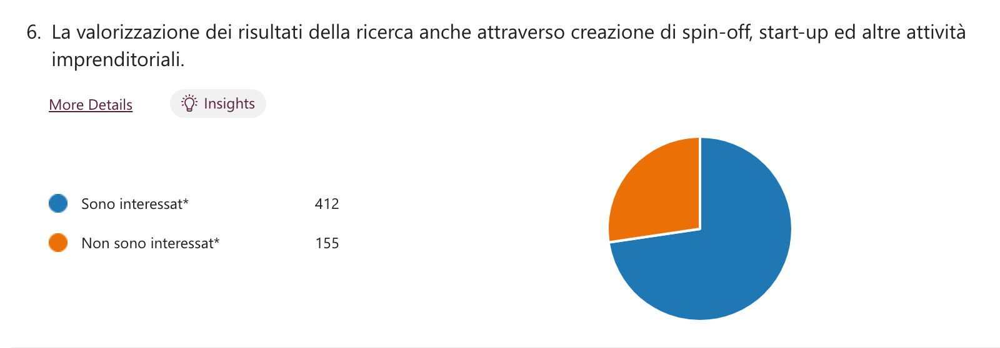 6. La valorizzazione dei risultati della ricerca anche attraverso creazione di spin-off, start-up ed altre attività
imprenditoriali.
More Details
Insights
Sono interessat* 412
Non sono interessat* 155